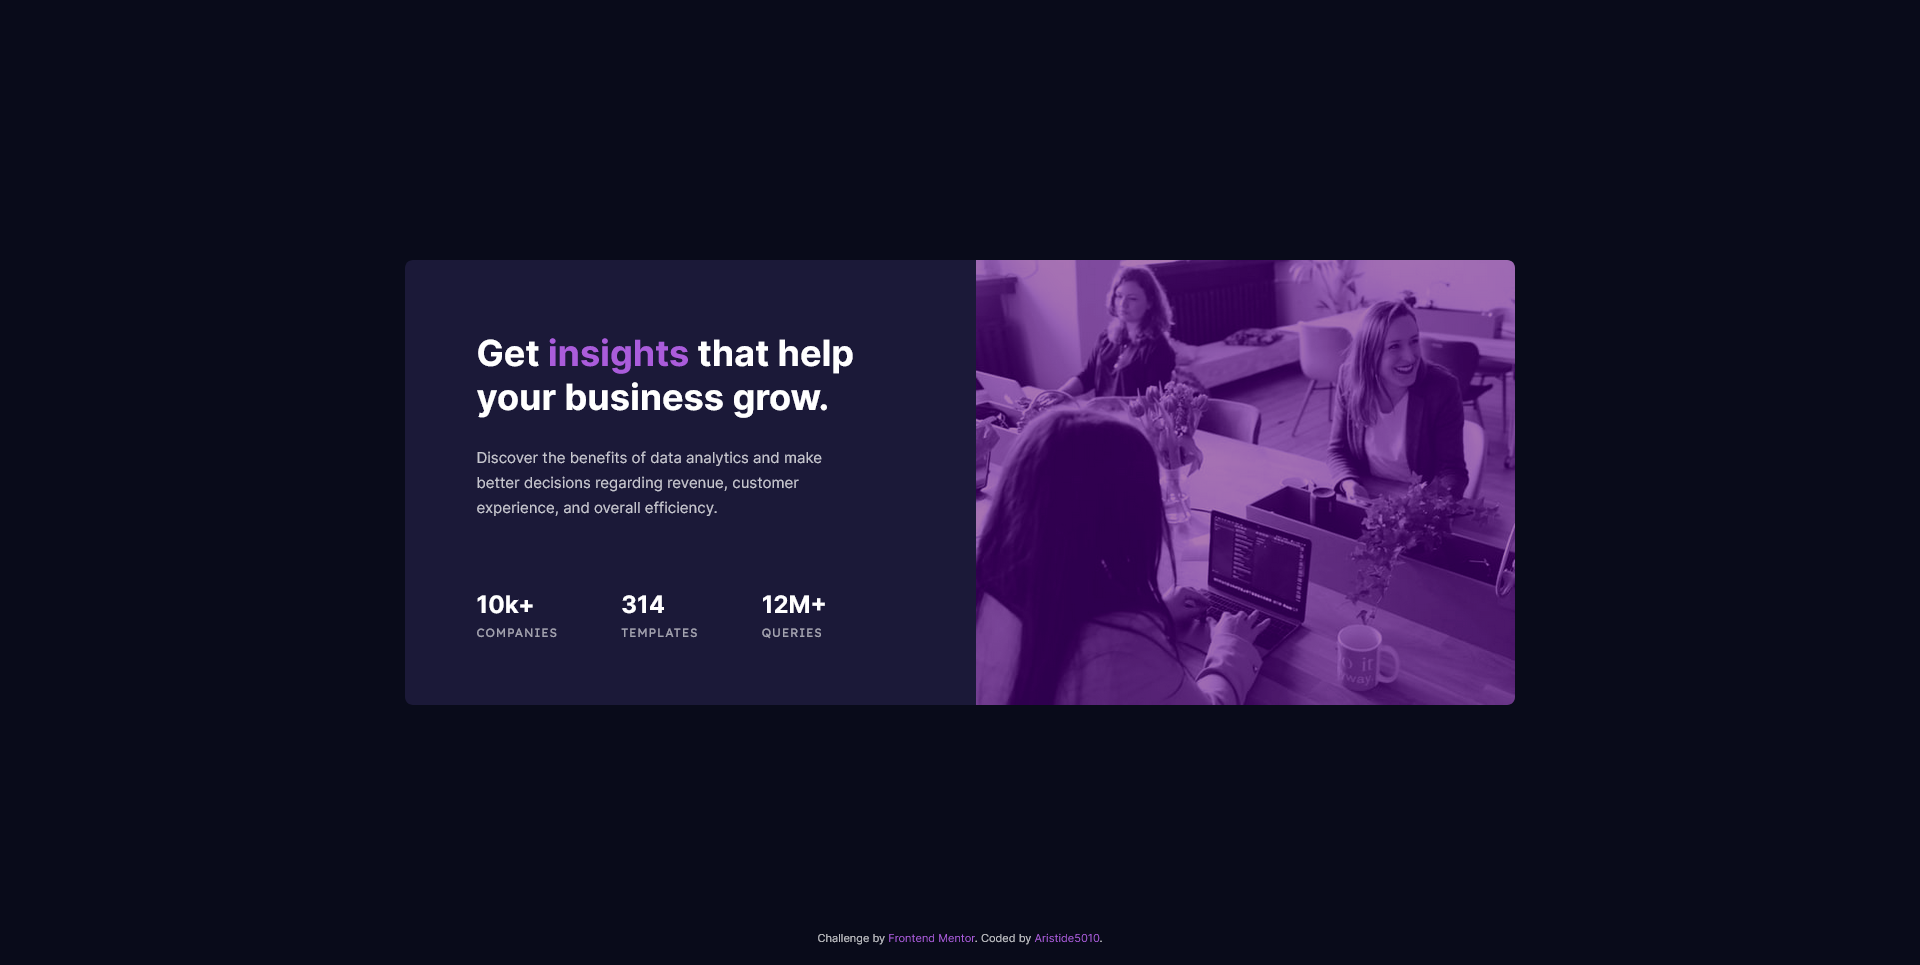 Get insights that help
your business grow.
Discover the benefits of data analytics and make
better decisions regarding revenue, customer
experience, and overall efficiency.
10k+ 314 12M+
COMPANIES TEMPLATES QUERIES
Challenge by Frontend Mentor. Coded by Aristide5010.